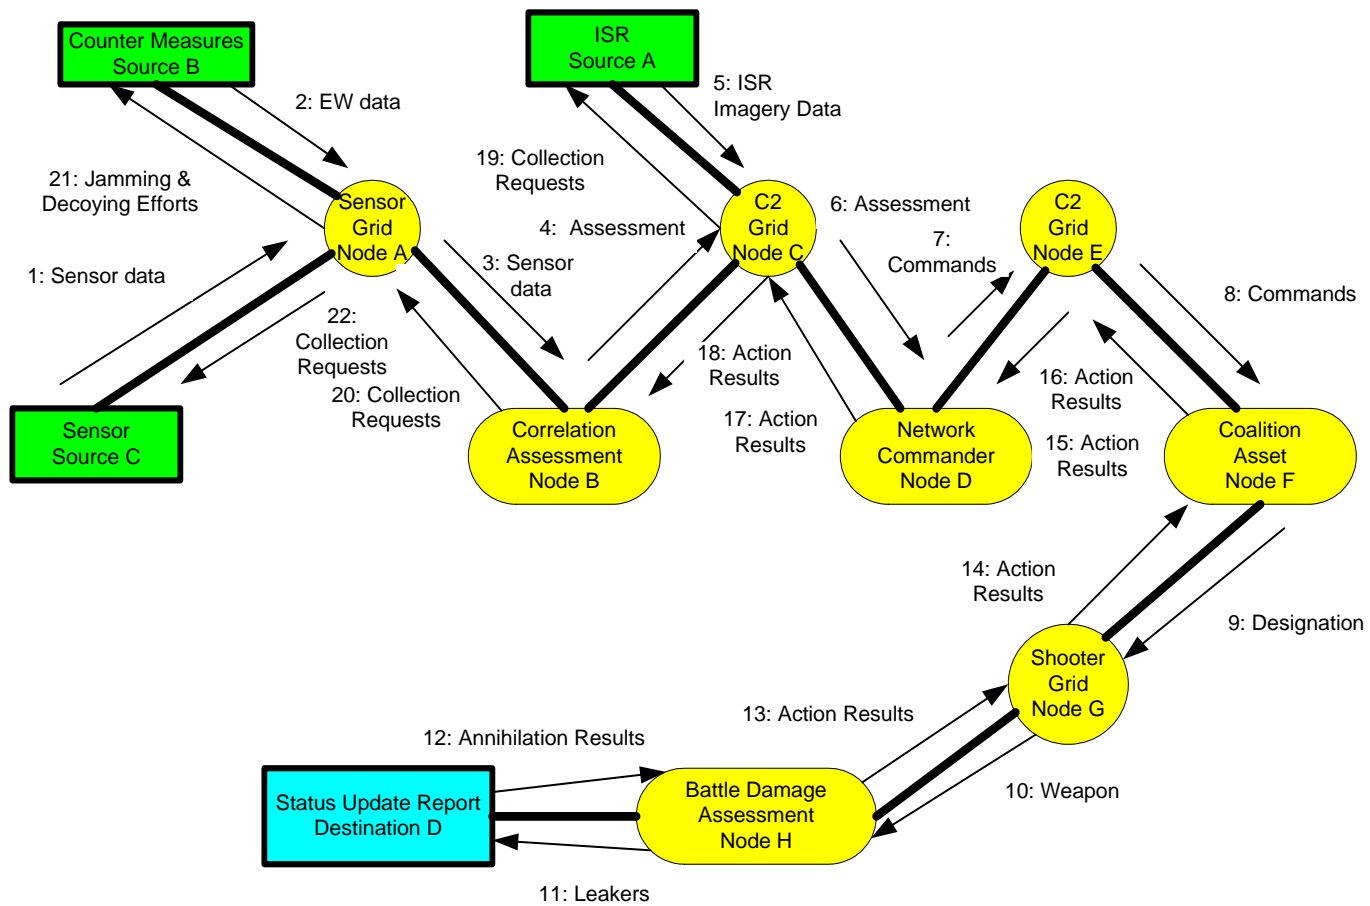 Counter Measures
Source B
ISR
Source A
5: ISR
Imagery Data
2: EW data
19: Collection
Requests
21: Jamming &
Decoying Efforts
Sensor
Grid
Node A
4:  Assessment
C2
Grid
Node C
6: Assessment
7:
Commands
C2
Grid
Node E
1: Sensor data
3: Sensor
data
8: Commands
22:
Collection
Requests
20: Collection
Requests
18: Action
Results
17: Action
Results
16: Action
Results
15: Action
Results
Sensor
Source C
Correlation
Assessment
Node B
Network
Commander
Node D
Coalition
Asset
Node F
14: Action
Results
9: Designation
Shooter
Grid
Node G
13: Action Results
12: Annihilation Results
10: Weapon
Status Update Report
Destination D
Battle Damage
Assessment
Node H
11: Leakers